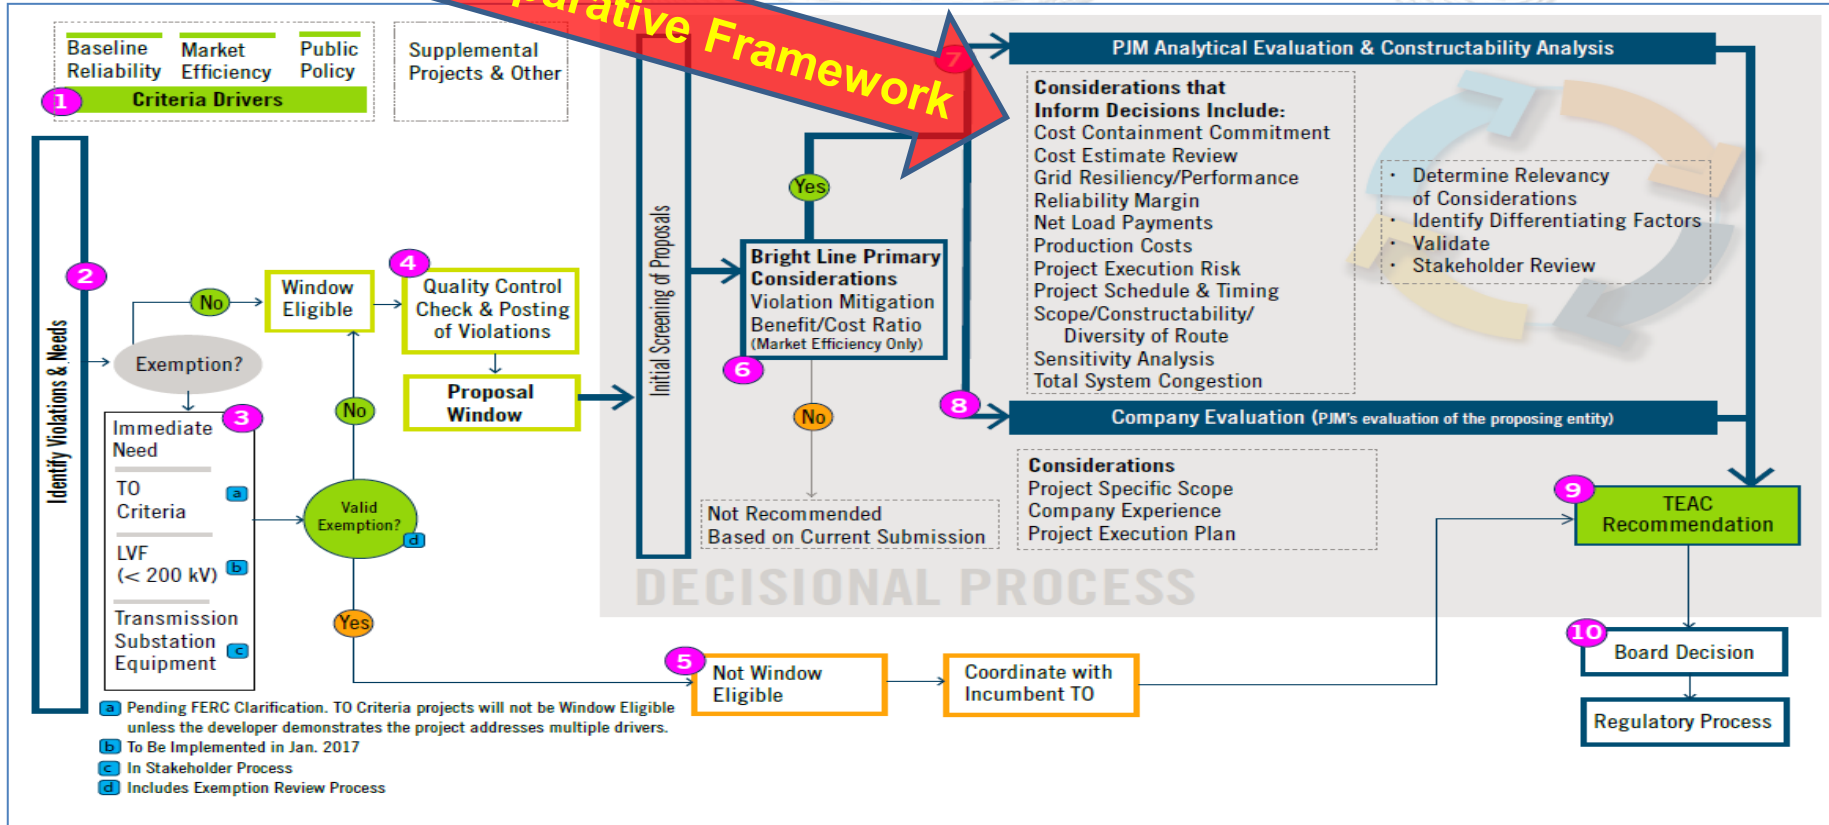 Baseline
Reliability
Market
Efficiency
Public
Policy
1
Criteria Drivers
Supplemental
Projects & Other
Framework
Identify Violations & Needs
2
Exemption?
No
Window
Eligible
4
Quality Control
Check & Posting
of Violations
Proposal
Window
3
Immediate
Need
TO
Criteria
a
LVF
(< 200 kV)
b
Transmission
Substation
Equipment
c
No
Valid
Exemption?
d
Yes
5
Not Window
Eligible
Coordinate with
Incumbent TO
Initial Screening of Proposals
Yes
Bright Line Primary
Considerations
Violation Mitigation
Benefit/Cost Ratio
(Market Efficiency Only)
6
No
Not Recommended
Based on Current Submission
7
PJM Analytical Evaluation & Constructability Analysis
Considerations that
Inform Decisions Include:
Cost Containment Commitment
Cost Estimate Review
Grid Resiliency/Performance
Reliability Margin
Net Load Payments
Production Costs
Project Execution Risk
Project Schedule & Timing
Scope/Constructability/
Diversity of Route
Sensitivity Analysis
Total System Congestion
· Determine Relevancy
of Considerations
· Identify Differentiating Factors
· Validate
· Stakeholder Review
8
Company Evaluation (PJM's evaluation of the proposing entity)
Considerations
Project Specific Scope
Company Experience
Project Execution Plan
DECISIONAL PROCESS
9
TEAC
Recommendation
10
Board Decision
Regulatory Process
a Pending FERC Clarification. TO Criteria projects will not be Window Eligible
unless the developer demonstrates the project addresses multiple drivers.
b To Be Implemented in Jan. 2017
c In Stakeholder Process
d Includes Exemption Review Process